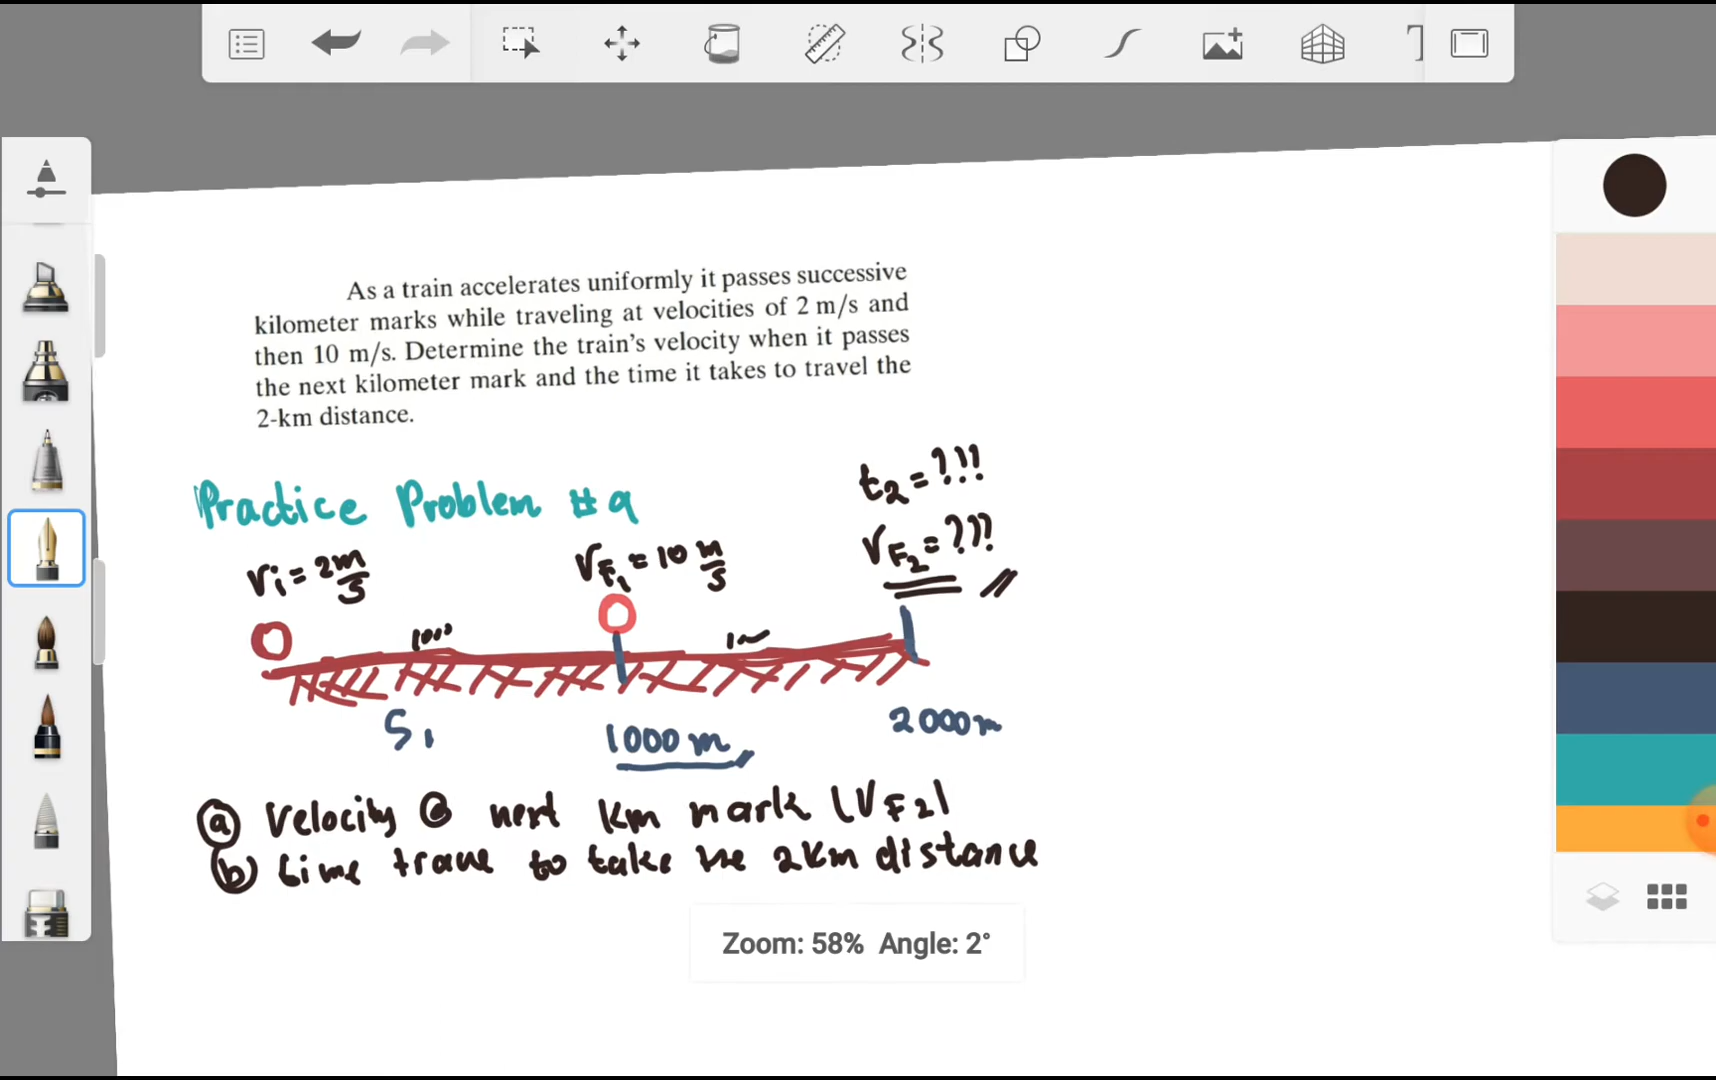 As a train accelerates uniformly it passes successive
kilometer marks while traveling at velocities of 2 m/s and
then 10 m/s. Determine the train's velocity when it passes
the next kilometer mark and the time it takes to travel the
2-km distance.
t2 = ???
Practice Problem #9
Vi = 2 m/s
VF1 = 10 m/s
VF2 = ???
1000
S1
1000 m
2000m
a) Velocity @ next km mark (VF2)
b) time trave to take the 2km distance
Zoom: 58% Angle: 2°